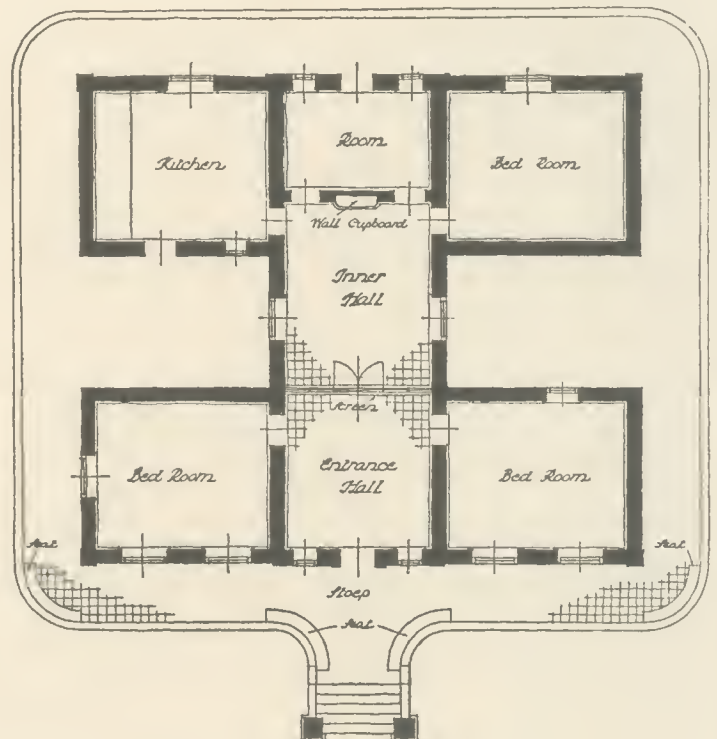 Kitchen
Room
Bed Room
Wall Cupboard
Inner
Hall
Screen
Bed Room
Entrance
Hall
Bed Room
Seat
Seat
Stoep
Seat